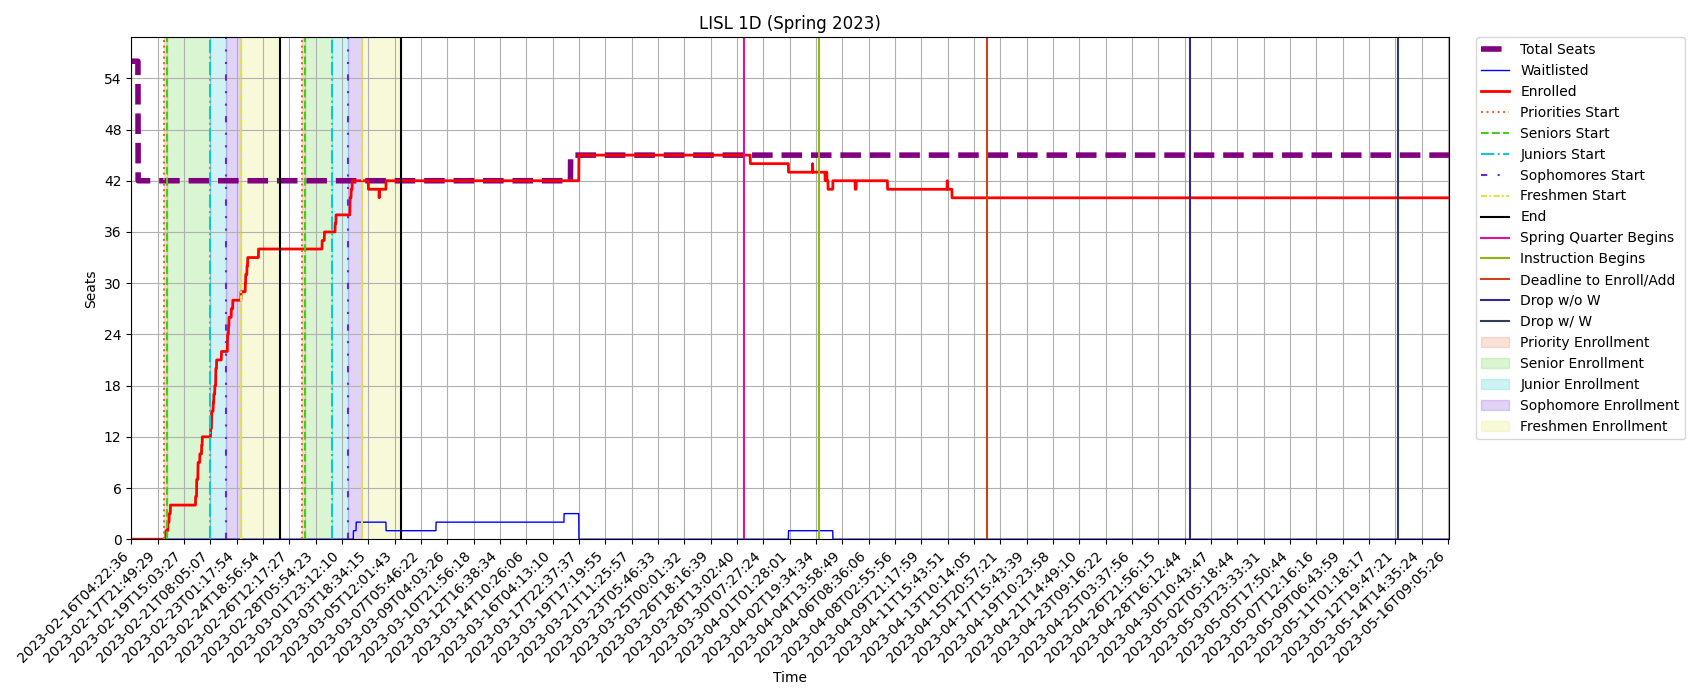 LISL 1D (Spring 2023)
Seats
54
48
42
36
30
24
18
12
6
0
2023-02-16T04:22:36
2023-02-17T21:49:29
2023-02-19T15:03:27
2023-02-21T08:05:07
2023-02-23T01:17:54
2023-02-24T18:56:54
2023-02-26T12:17:27
2023-02-28T05:54:23
2023-03-01T23:12:10
2023-03-03T18:34:15
2023-03-05T12:01:43
2023-03-07T05:46:22
2023-03-09T04:03:26
2023-03-10T21:56:18
2023-03-12T16:38:34
2023-03-14T10:26:06
2023-03-16T04:13:10
2023-03-17T22:37:37
2023-03-19T17:19:55
2023-03-21T11:25:57
2023-03-23T05:46:33
2023-03-25T00:01:32
2023-03-26T18:16:39
2023-03-28T13:02:40
2023-03-30T07:27:24
2023-04-01T01:28:01
2023-04-02T19:34:34
2023-04-04T13:58:49
2023-04-06T08:36:06
2023-04-08T02:55:56
2023-04-09T21:17:59
2023-04-11T15:43:51
2023-04-13T10:14:05
2023-04-15T20:57:21
2023-04-17T15:43:39
2023-04-19T10:23:58
2023-04-21T14:49:10
2023-04-23T09:16:22
2023-04-25T03:37:56
2023-04-26T21:56:15
2023-04-28T16:12:44
2023-04-30T10:43:47
2023-05-02T05:18:44
2023-05-03T23:33:31
2023-05-05T17:50:44
2023-05-07T12:16:16
2023-05-09T06:43:59
2023-05-11T01:18:17
2023-05-12T19:47:21
2023-05-14T14:35:24
2023-05-16T09:05:26
Time
Total Seats
Waitlisted
Enrolled
Priorities Start
Seniors Start
Juniors Start
Sophomores Start
Freshmen Start
End
Spring Quarter Begins
Instruction Begins
Deadline to Enroll/Add
Drop w/o W
Drop w/ W
Priority Enrollment
Senior Enrollment
Junior Enrollment
Sophomore Enrollment
Freshmen Enrollment